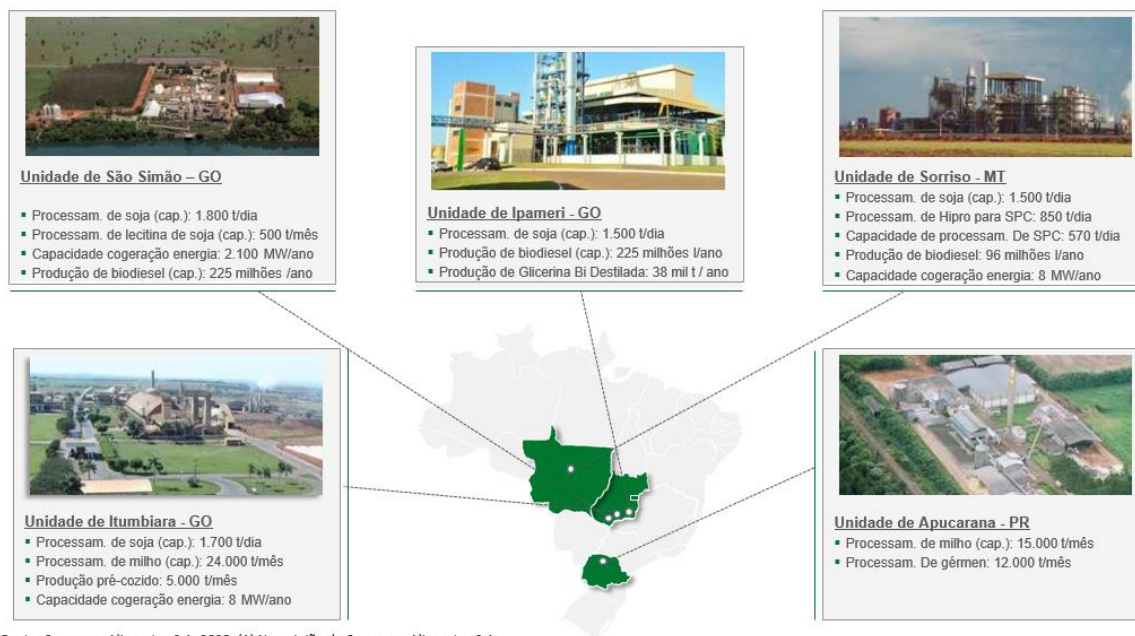 Unidade de São Simão – GO
▪ Processam. de soja (cap.): 1.800 t/dia
▪ Processam. de lecitina de soja (cap.): 500 t/mês
▪ Capacidade cogeração energia: 2.100 MW/ano
▪ Produção de biodiesel (cap.): 225 milhões /ano
Unidade de Ipameri - GO
▪ Processam. de soja (cap.): 1.500 t/dia
▪ Produção de biodiesel (cap.): 225 milhões l/ano
▪ Produção de Glicerina Bi Destilada: 38 mil t / ano
Unidade de Sorriso - MT
▪ Processam. de soja (cap.): 1.500 t/dia
▪ Processam. de Hipro para SPC: 850 t/dia
▪ Capacidade de processam. De SPC: 570 t/dia
▪ Produção de biodiesel: 96 milhões l/ano
▪ Capacidade cogeração energia: 8 MW/ano
Unidade de Itumbiara - GO
▪ Processam. de soja (cap.): 1.700 t/dia
▪ Processam. de milho (cap.): 24.000 t/mês
▪ Produção pré-cozido: 5.000 t/mês
▪ Capacidade cogeração energia: 8 MW/ano
Unidade de Apucarana - PR
▪ Processam. de milho (cap.): 15.000 t/mês
▪ Processam. De gérmen: 12.000 t/mês